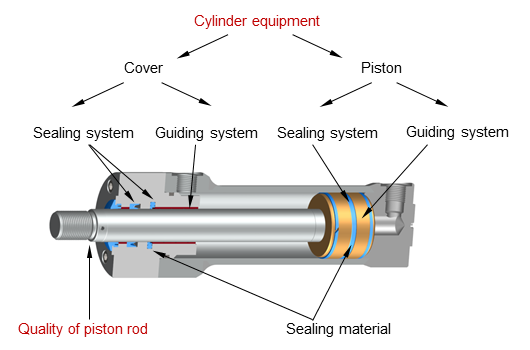 Cylinder equipment
Cover
Piston
Sealing system
Guiding system
Sealing system
Guiding system
Quality of piston rod
Sealing material